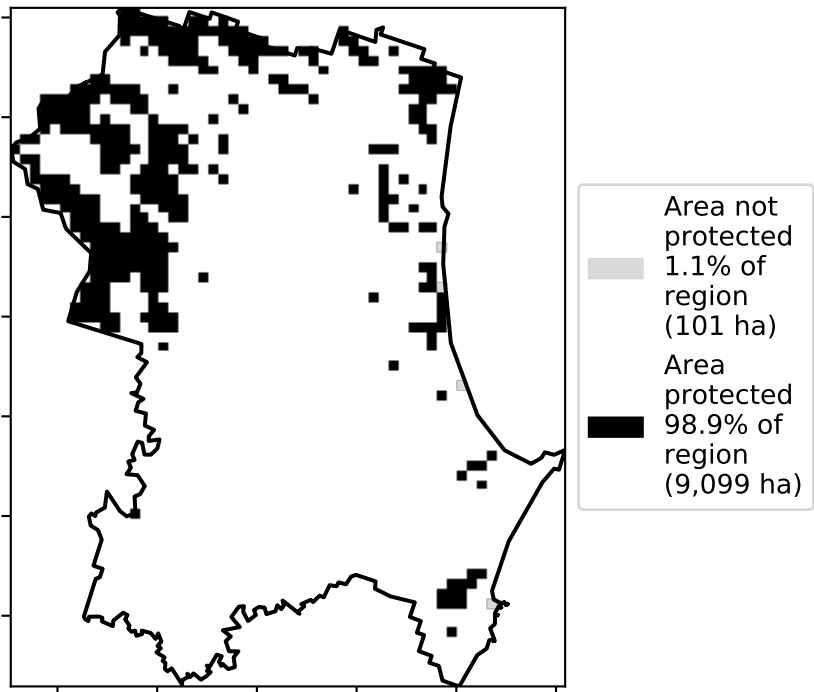 Area not
protected
1.1% of
region
(101 ha)
Area
protected
98.9% of
region
(9,099 ha)